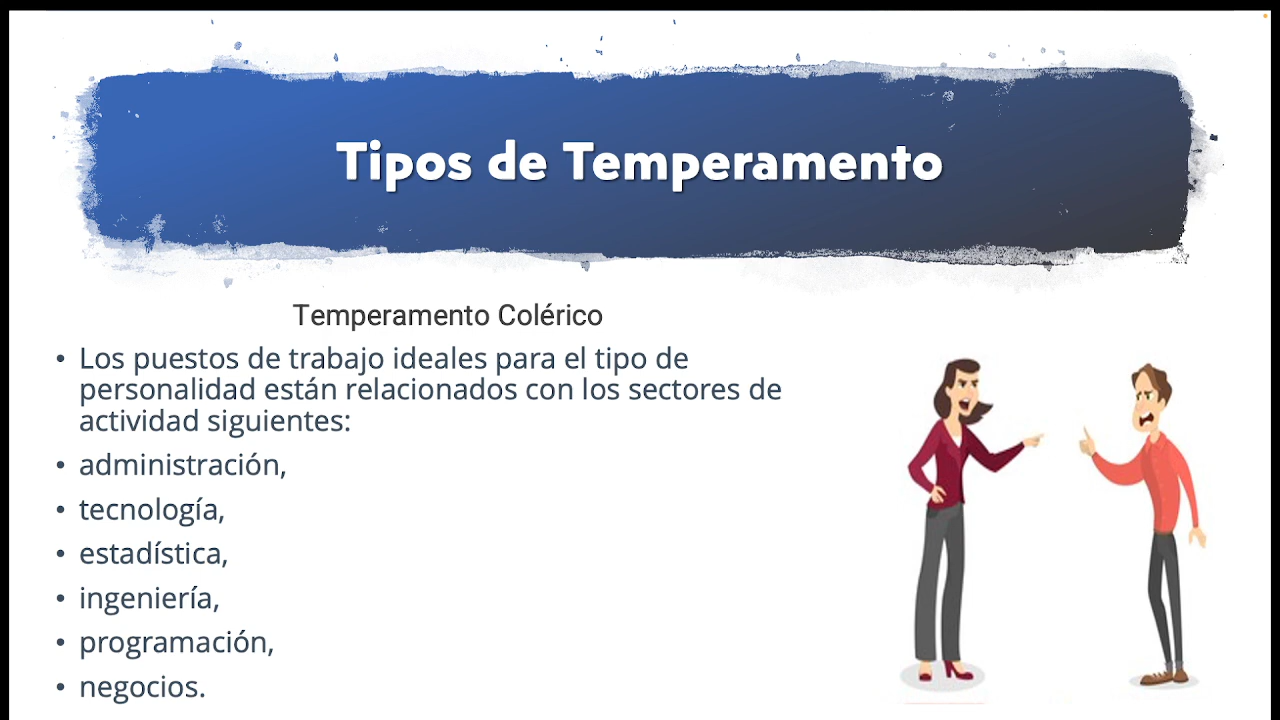 Tipos de Temperamento
Temperamento Colérico
• Los puestos de trabajo ideales para el tipo de
personalidad están relacionados con los sectores de
actividad siguientes:
• administración,
• tecnología,
• estadística,
• ingeniería,
• programación,
• negocios.